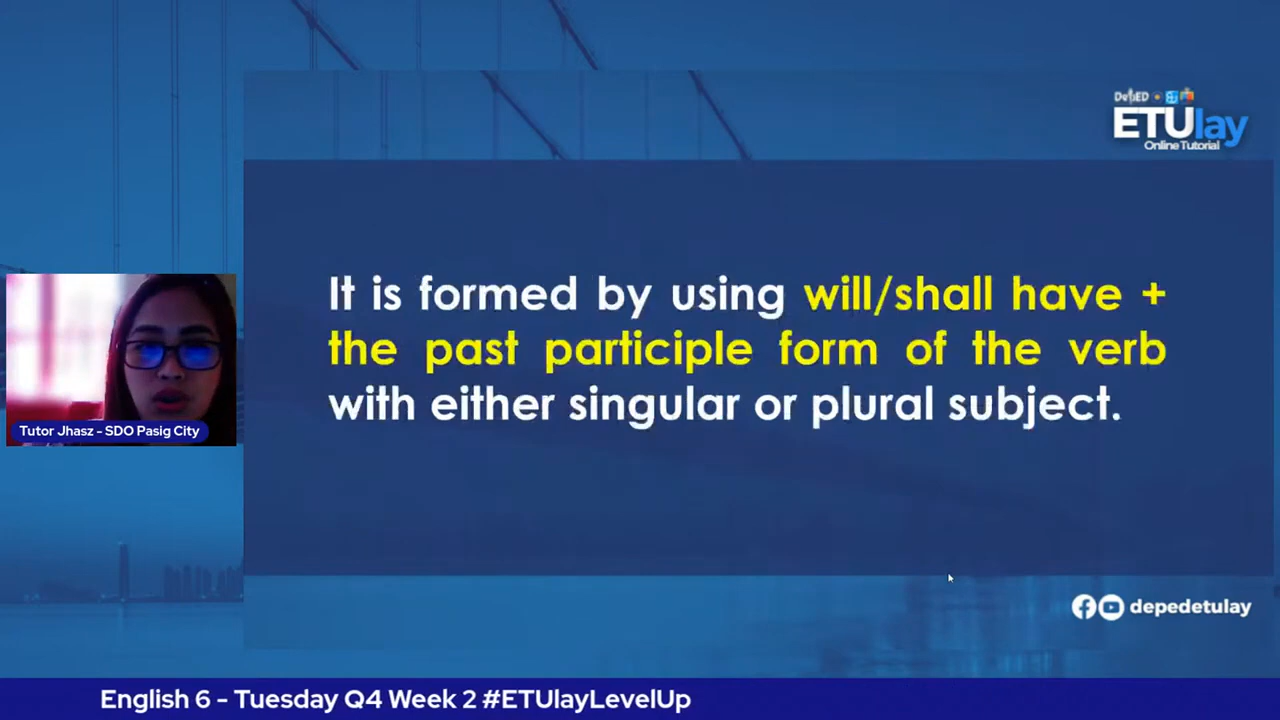 DepED
ETUlay
Online Tutorial
It is formed by using will/shall have +
the past participle form of the verb
with either singular or plural subject.
Tutor Jhasz - SDO Pasig City
depedetulay
English 6 - Tuesday Q4 Week 2 #ETUlayLevelUp